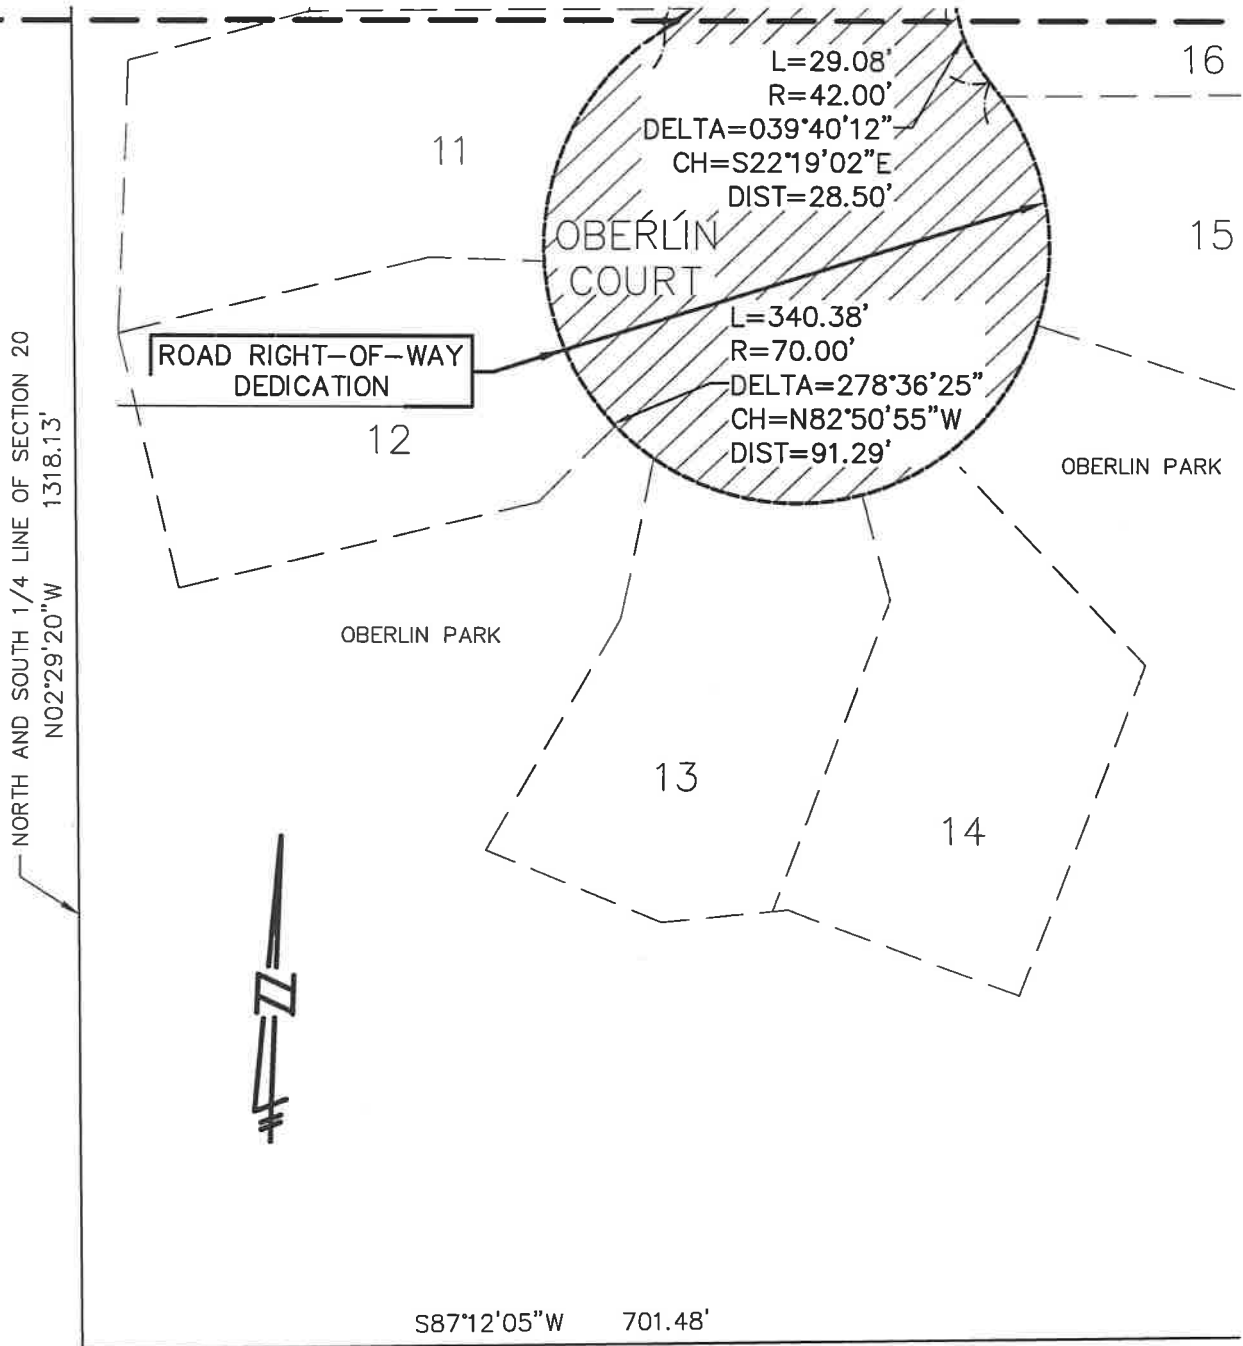 L=29.08'
R=42.00'
DELTA=039°40'12"
CH=S22°19'02"E
DIST=28.50'
16
11
15
OBERLIN
COURT
ROAD RIGHT-OF-WAY
DEDICATION
L=340.38'
R=70.00'
DELTA=278°36'25"
CH=N82°50'55"W
DIST=91.29'
12
OBERLIN PARK
OBERLIN PARK
13
14
NORTH AND SOUTH 1/4 LINE OF SECTION 20
N02°29'20"W 1318.13'
N
S87°12'05"W 701.48'